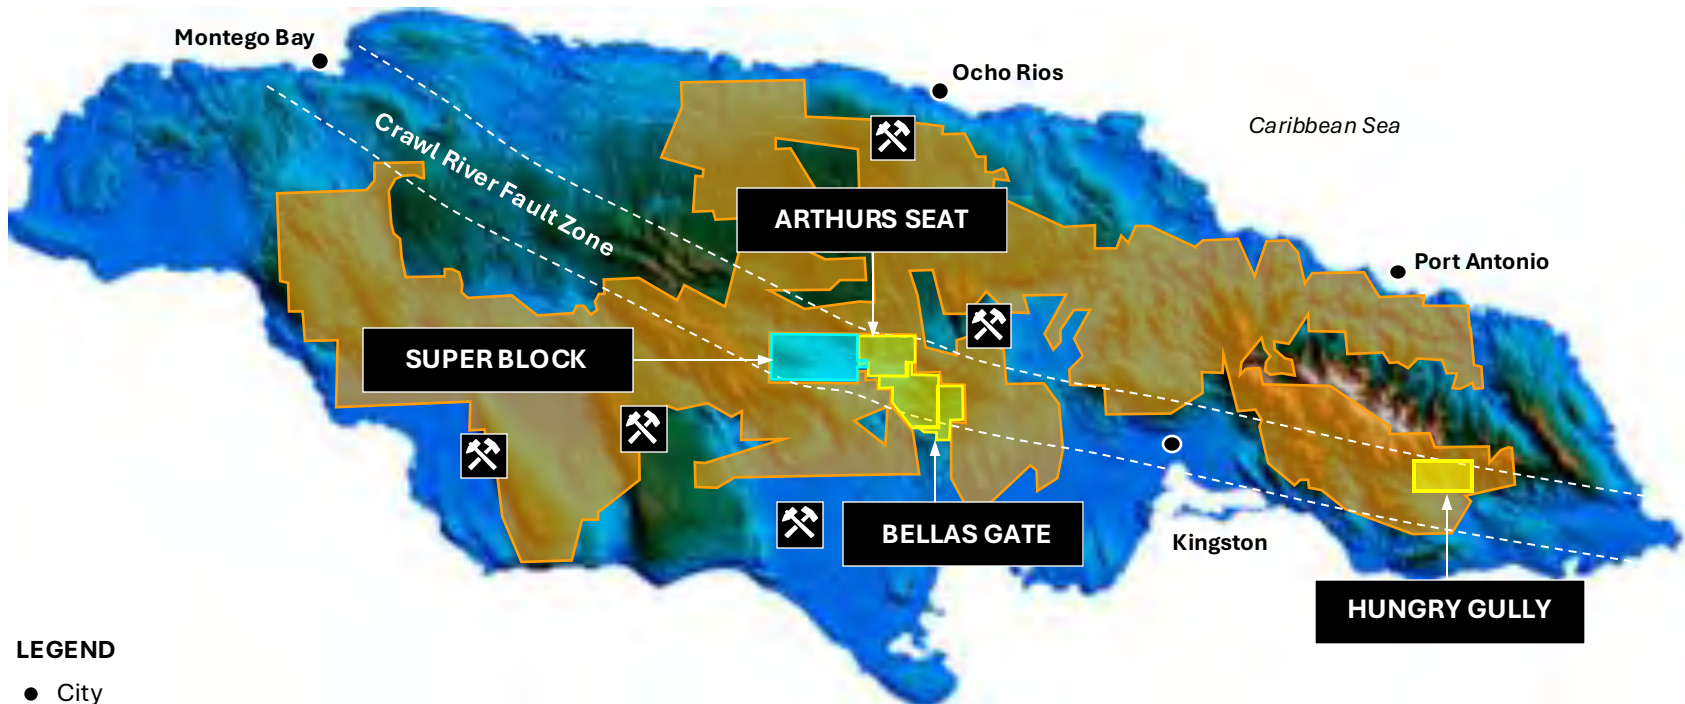 Montego Bay
Ocho Rios
Caribbean Sea
Crawl River Fault Zone
ARTHURS SEAT
Port Antonio
SUPER BLOCK
BELLAS GATE
Kingston
HUNGRY GULLY
LEGEND
City